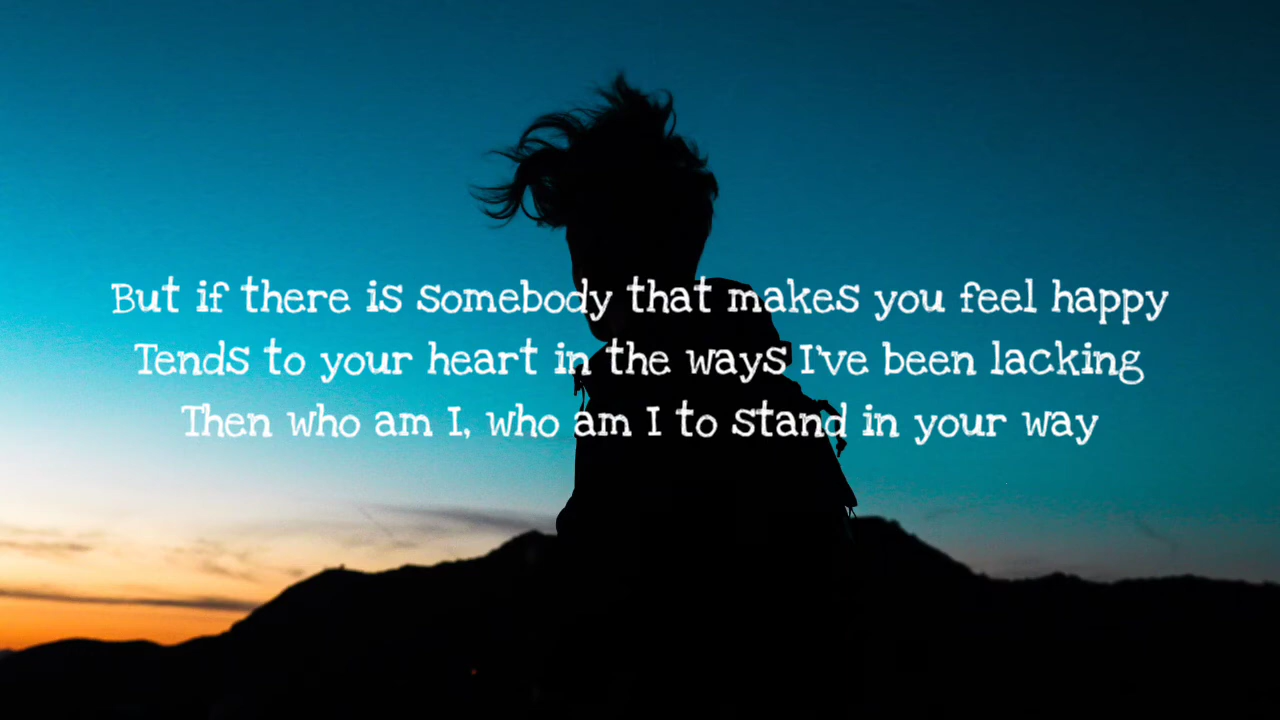 But if there is somebody that makes you feel happy
Tends to your heart in the ways I've been lacking
Then who am I, who am I to stand in your way